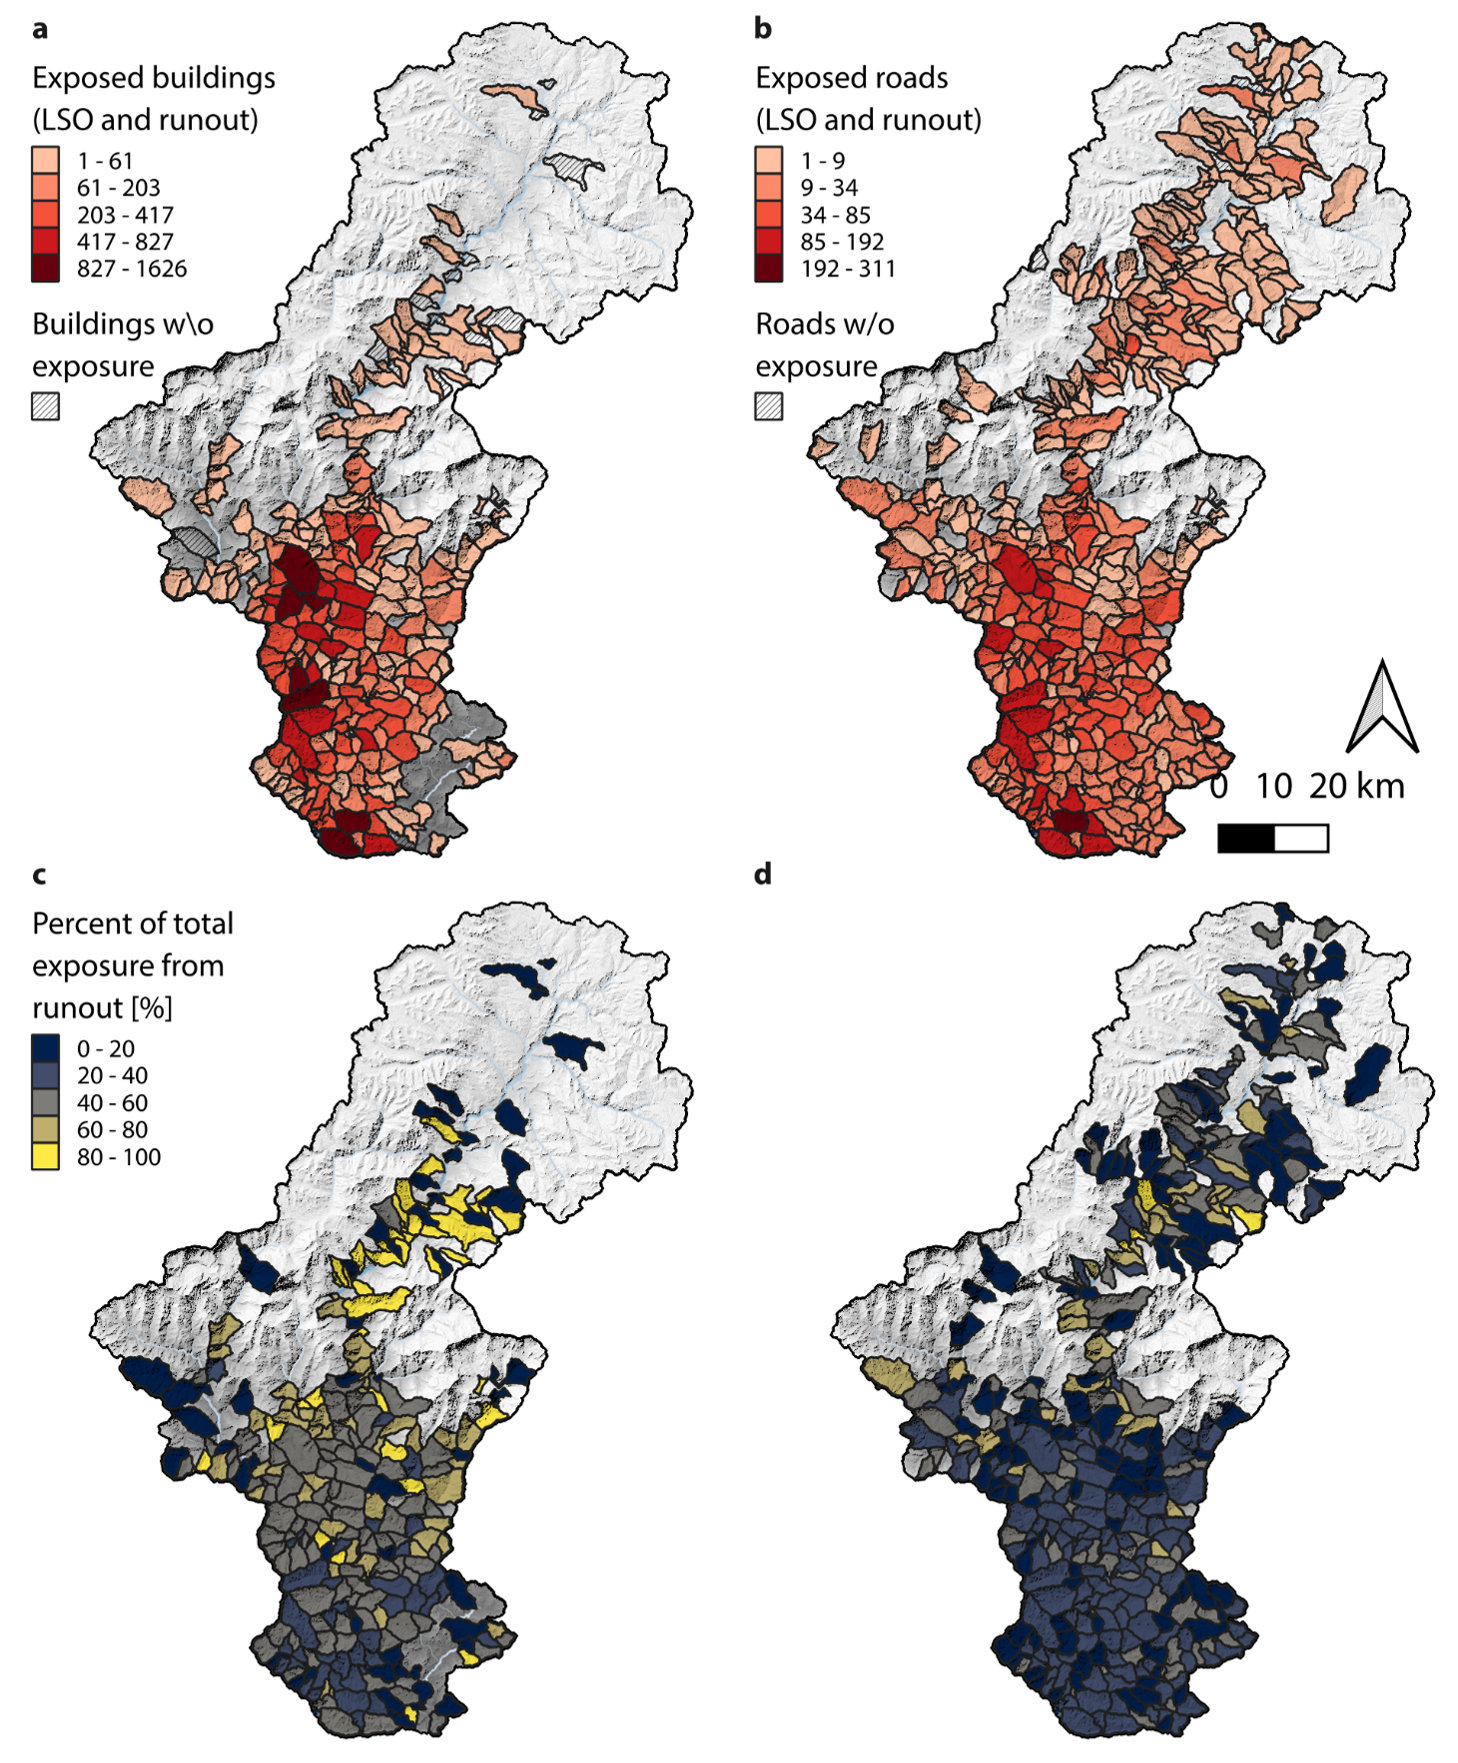 a
Exposed buildings
(LSO and runout)
1 - 61
61 - 203
203 - 417
417 - 827
827 - 1626
Buildings w\o
exposure
b
Exposed roads
(LSO and runout)
1 - 9
9 - 34
34 - 85
85 - 192
192 - 311
Roads w/o
exposure
0 10 20 km
c
Percent of total
exposure from
runout [%]
0 - 20
20 - 40
40 - 60
60 - 80
80 - 100
d